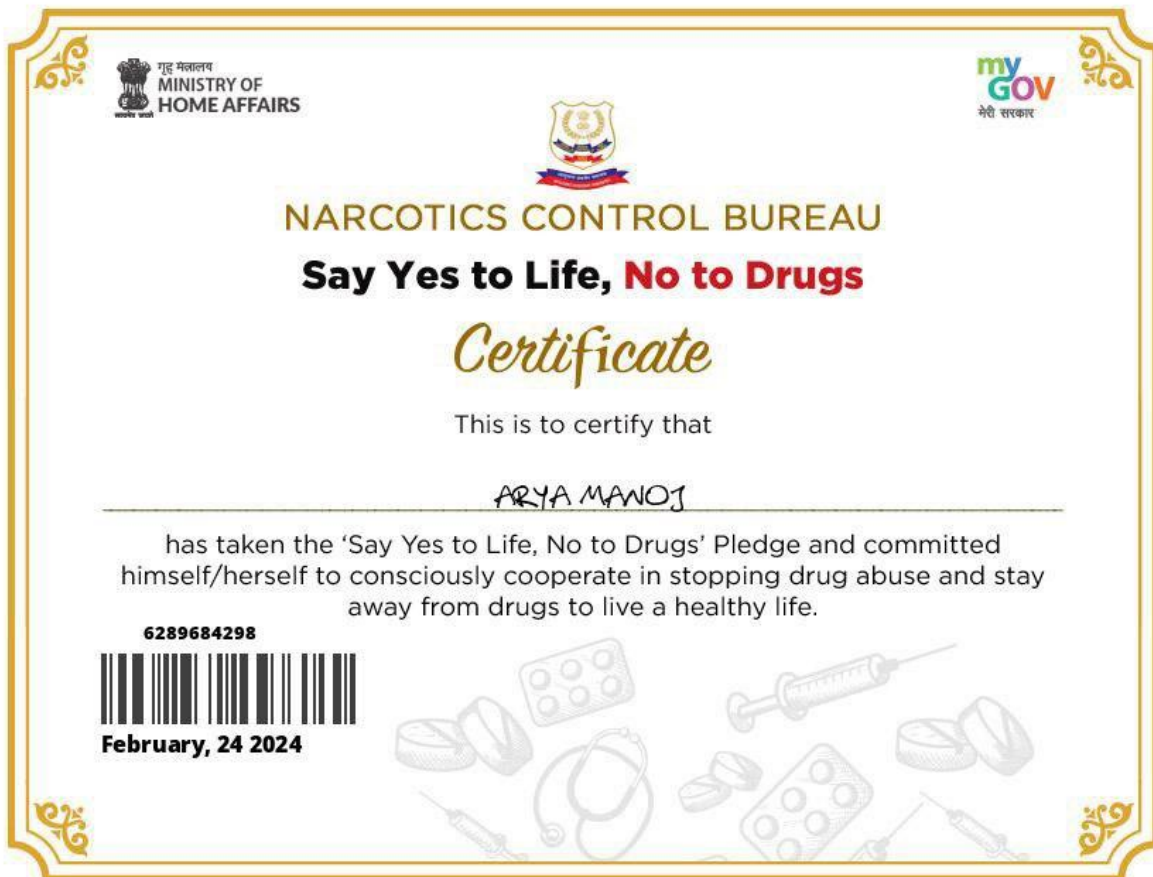 गृह मंत्रालय
MINISTRY OF
HOME AFFAIRS
सत्यमेव जयते
my
GOV
मेरी सरकार
NARCOTICS CONTROL BUREAU
Say Yes to Life, No to Drugs
Certificate
This is to certify that
ARYA MANOJ
has taken the ‘Say Yes to Life, No to Drugs’ Pledge and committed
himself/herself to consciously cooperate in stopping drug abuse and stay
away from drugs to live a healthy life.
6289684298
February, 24 2024